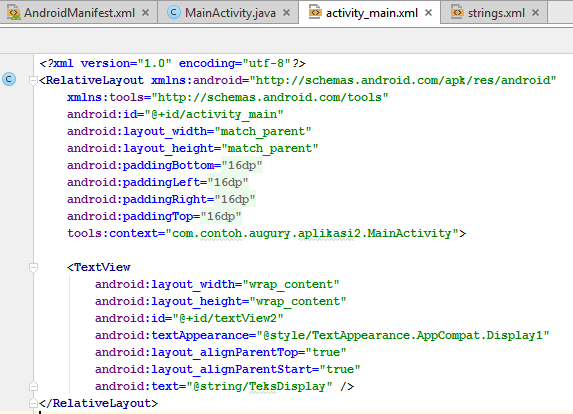 AndroidManifest.xml MainActivity.java activity_main.xml strings.xml
<?xml version="1.0" encoding="utf-8"?>
C <RelativeLayout xmlns:android="http://schemas.android.com/apk/res/android"
xmlns:tools="http://schemas.android.com/tools"
android:id="@+id/activity_main"
android:layout_width="match_parent"
android:layout_height="match_parent"
android:paddingBottom="16dp"
android:paddingLeft="16dp"
android:paddingRight="16dp"
android:paddingTop="16dp"
tools:context="com.contoh.augury.aplikasi2.MainActivity">
<TextView
android:layout_width="wrap_content"
android:layout_height="wrap_content"
android:id="@+id/textView2"
android:textAppearance="@style/TextAppearance.AppCompat.Display1"
android:layout_alignParentTop="true"
android:layout_alignParentStart="true"
android:text="@string/TeksDisplay" />
</RelativeLayout>